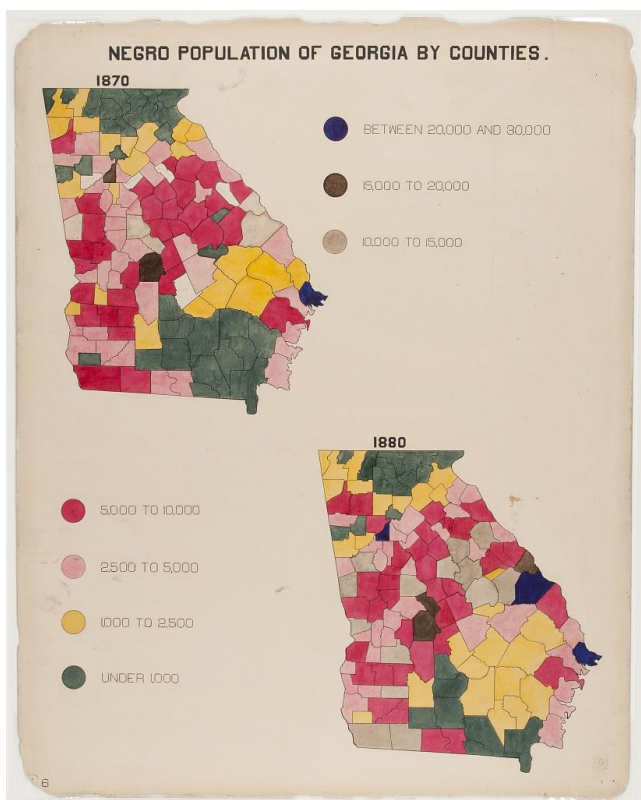 NEGRO POPULATION OF GEORGIA BY COUNTIES.
1870
BETWEEN 20,000 AND 30,000
15,000 TO 20,000
10,000 TO 15,000
1880
5,000 TO 10,000
2,500 TO 5,000
1,000 TO 2,500
UNDER 1,000
6